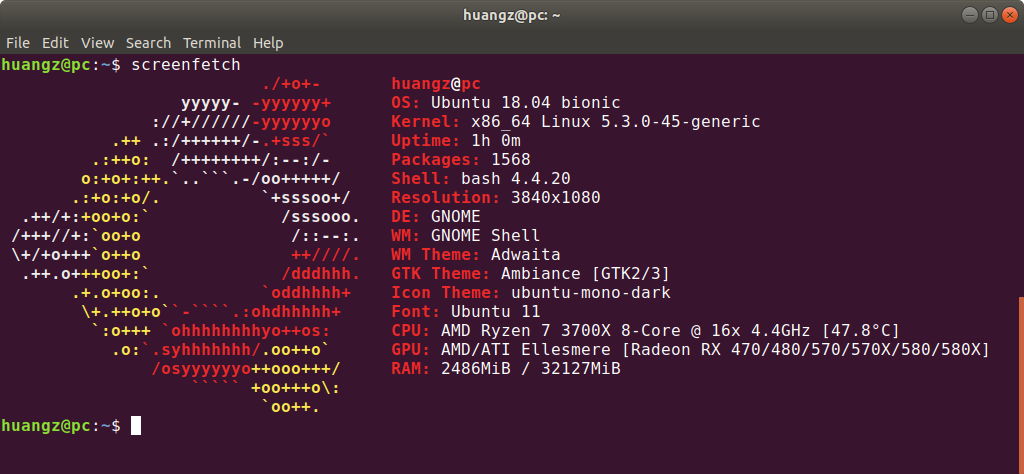 huangz@pc: ~
File Edit View Search Terminal Help
huangz@pc:~$ screenfetch
                          ./+o+-       huangz@pc
                  yyyyy- -yyyyyy+      OS: Ubuntu 18.04 bionic
               ://+//////-yyyyyyo      Kernel: x86_64 Linux 5.3.0-45-generic
           .++ .:/++++++/-.+sss/`      Uptime: 1h 0m
         .:++o:  /++++++++/:--:/-      Packages: 1568
        o:+o+:++.`..```.-/oo+++++/     Shell: bash 4.4.20
       .:+o:+o/.          `+sssoo+/    Resolution: 3840x1080
  .++/+:+oo+o:`             /sssooo.   DE: GNOME
 /+++//+:`oo+o               /::--:.   WM: GNOME Shell
 \+/+o+++`o++o               ++////.   WM Theme: Adwaita
  .++.o+++oo+:`             /dddhhh.   GTK Theme: Ambiance [GTK2/3]
       .+.o+oo:.          `oddhhhh+    Icon Theme: ubuntu-mono-dark
        \+.++o+o``-````.:ohdhhhhh+     Font: Ubuntu 11
         `:o+++ `ohhhhhhhhyo++os:      CPU: AMD Ryzen 7 3700X 8-Core @ 16x 4.4GHz [47.8°C]
           .o:`.syhhhhhhh/.oo++o`      GPU: AMD/ATI Ellesmere [Radeon RX 470/480/570/570X/580/580X]
               /osyyyyyyo++ooo+++/     RAM: 2486MiB / 32127MiB
                   ````` +oo+++o\:
                          `oo++.
huangz@pc:~$